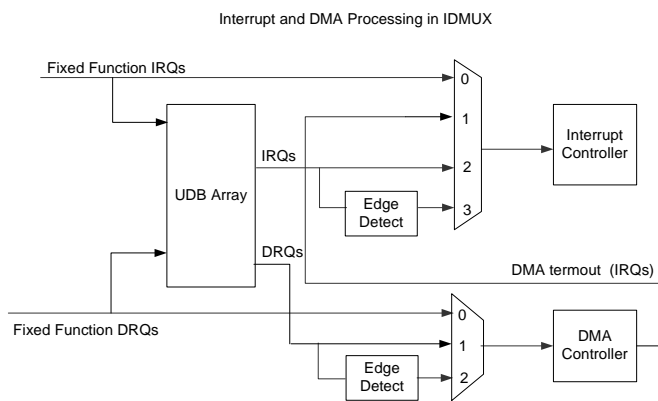 Interrupt and DMA Processing in IDMUX
Fixed Function IRQs
0
1
2
3
Interrupt
Controller
IRQs
UDB Array
Edge
Detect
DRQs
DMA termout (IRQs)
Fixed Function DRQs
0
1
2
Edge
Detect
DMA
Controller